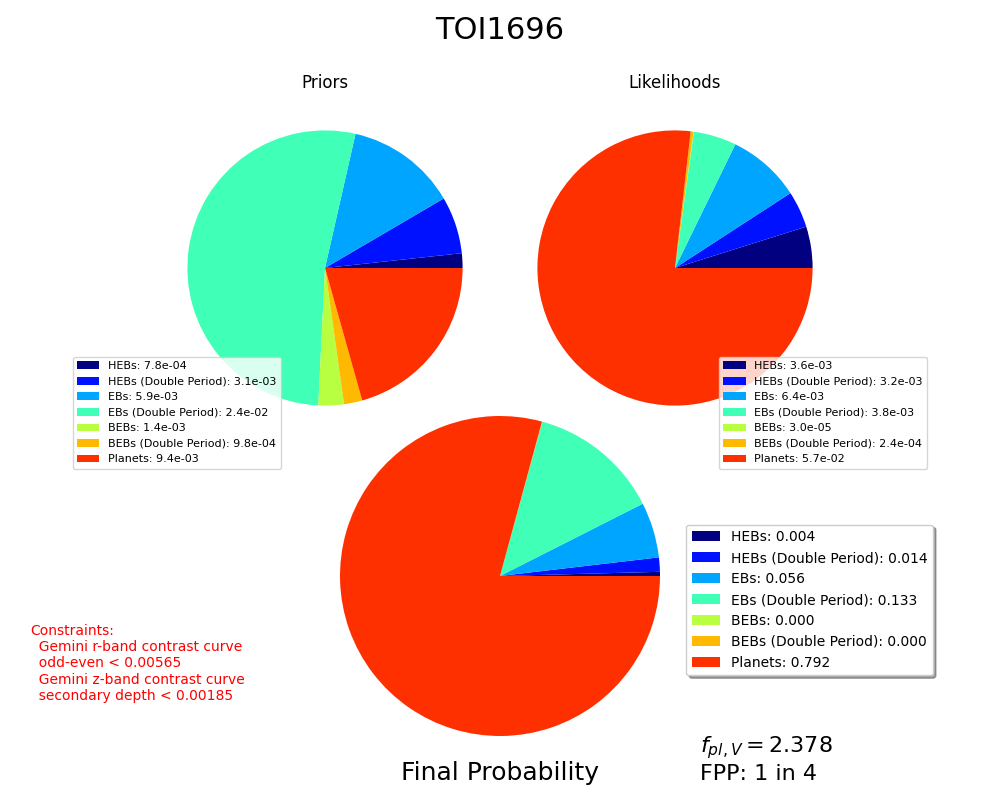 TOI1696
Priors
Likelihoods
HEBs: 7.8e-04
HEBs (Double Period): 3.1e-03
EBs: 5.9e-03
EBs (Double Period): 2.4e-02
BEBs: 1.4e-03
BEBs (Double Period): 9.8e-04
Planets: 9.4e-03
HEBs: 3.6e-03
HEBs (Double Period): 3.2e-03
EBs: 6.4e-03
EBs (Double Period): 3.8e-03
BEBs: 3.0e-05
BEBs (Double Period): 2.4e-04
Planets: 5.7e-02
HEBs: 0.004
HEBs (Double Period): 0.014
EBs: 0.056
EBs (Double Period): 0.133
BEBs: 0.000
BEBs (Double Period): 0.000
Planets: 0.792
Constraints:
Gemini r-band contrast curve
odd-even < 0.00565
Gemini z-band contrast curve
secondary depth < 0.00185
Final Probability
f_{pl,V} = 2.378
FPP: 1 in 4